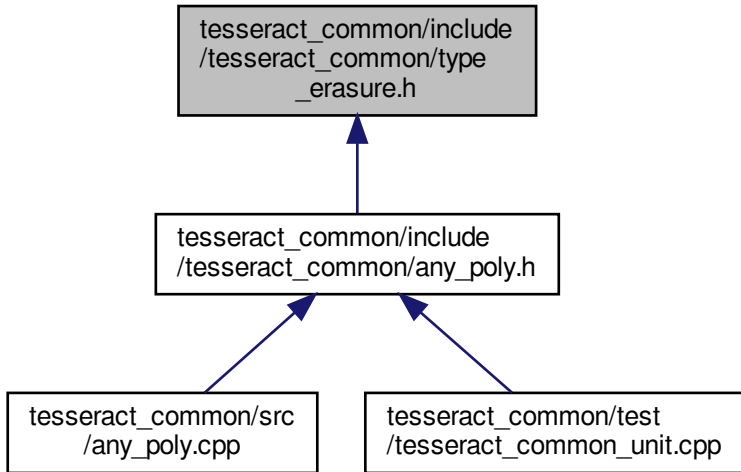 tesseract_common/include
/tesseract_common/type
_erasure.h
tesseract_common/include
/tesseract_common/any_poly.h
tesseract_common/src
/any_poly.cpp
tesseract_common/test
/tesseract_common_unit.cpp